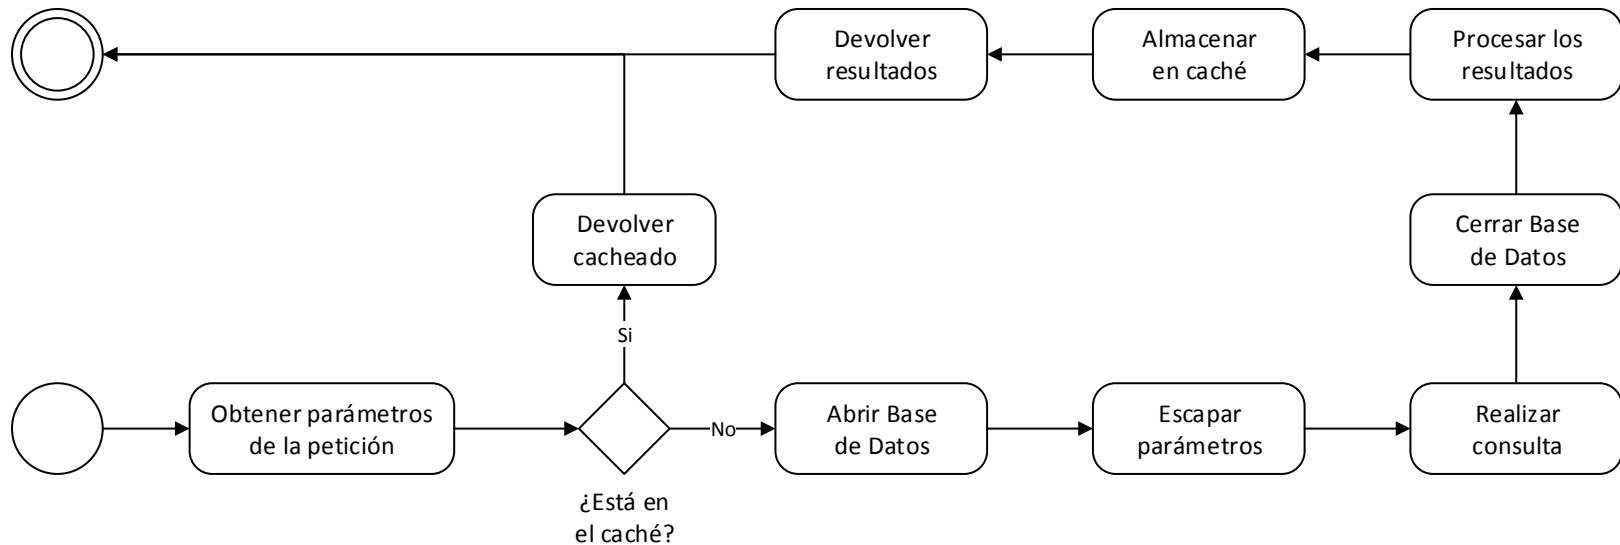 Devolver
resultados
Almacenar
en caché
Procesar los
resultados
Devolver
cacheado
Cerrar Base
de Datos
Si
Obtener parámetros
de la petición
No
Abrir Base
de Datos
Escapar
parámetros
Realizar
consulta
¿Está en
el caché?